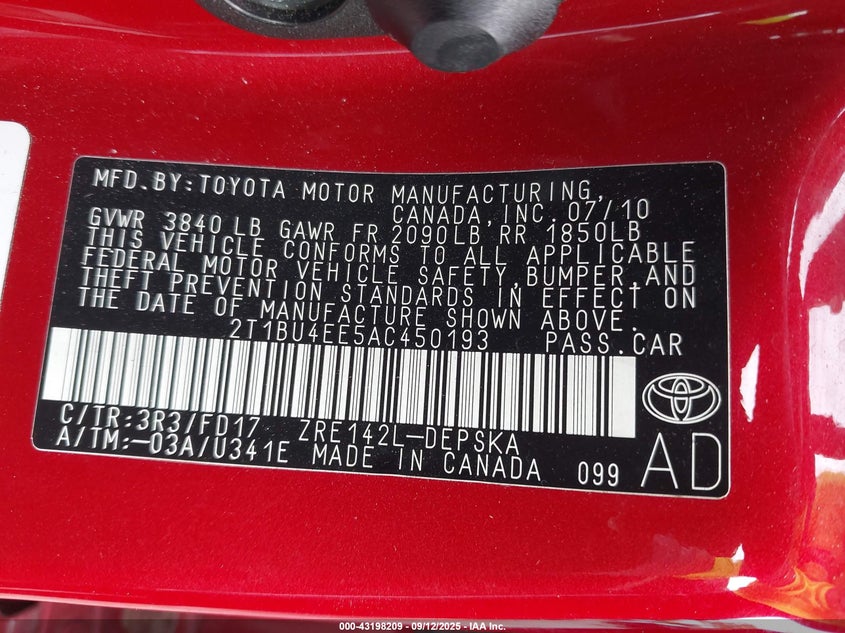 MFD.BY:TOYOTA MOTOR MANUFACTURING,
CANADA, INC. 07/10
GVWR 3840 LB GAWR FR 2090LB RR 1850LB
THIS VEHICLE CONFORMS TO ALL APPLICABLE
FEDERAL MOTOR VEHICLE SAFETY, BUMPER, AND
THEFT PREVENTION STANDARDS IN EFFECT ON
THE DATE OF MANUFACTURE SHOWN ABOVE.
2T1BU4EE5AC450193 PASS.CAR
C/TR:3R3/FD17 ZRE142L-DEPSKA
A/TM:-03A/U341E MADE IN CANADA 099
AD
000-43198209 - 09/12/2025 - IAA Inc.